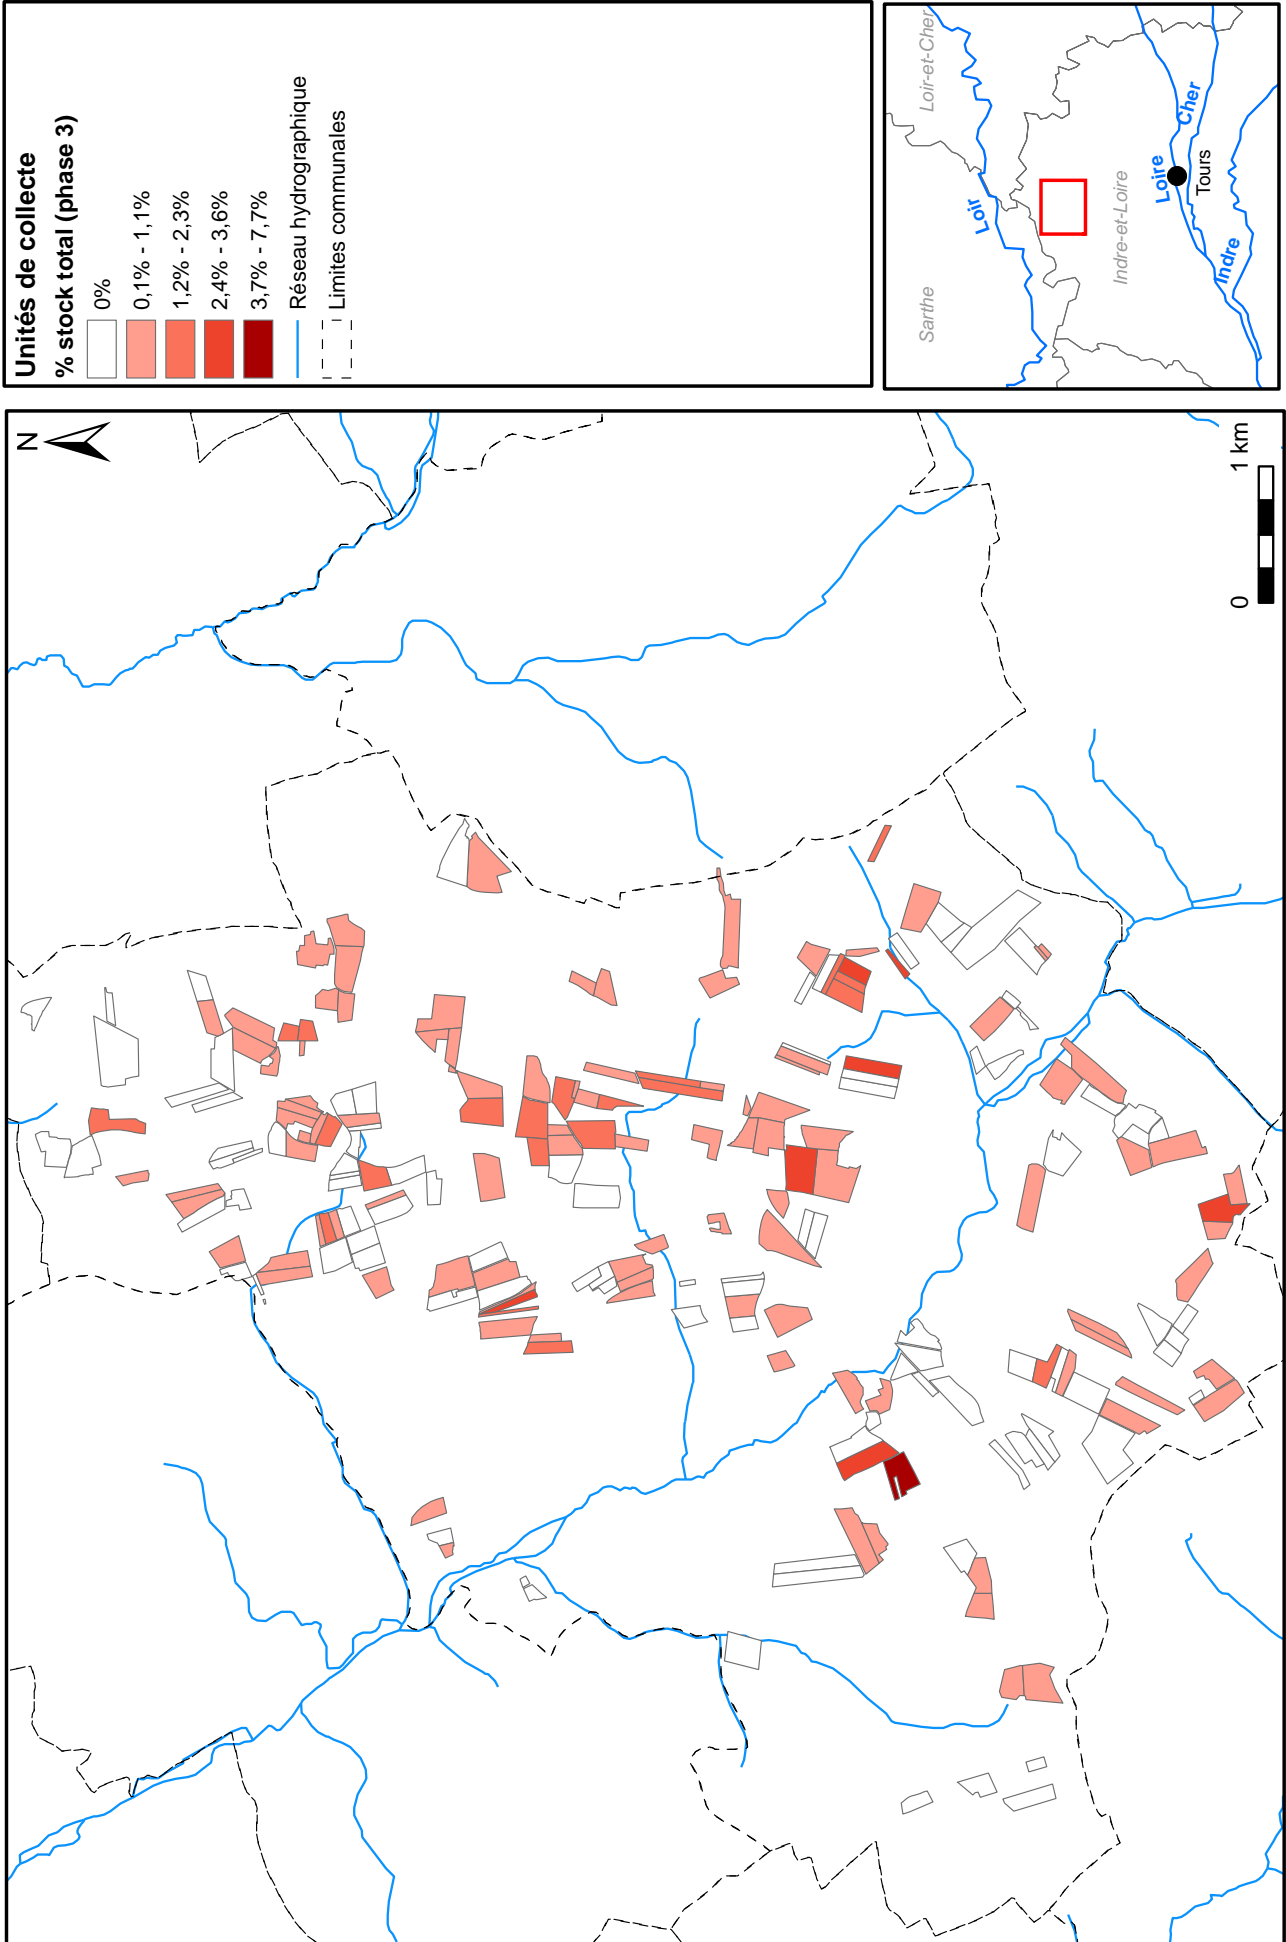 Unités de collecte
% stock total (phase 3)
0%
0,1% - 1,1%
1,2% - 2,3%
2,4% - 3,6%
3,7% - 7,7%
Réseau hydrographique
Limites communales
N
0
1 km
Sarthe
Loir-et-Cher
Loir
Indre-et-Loire
Loire
Cher
Tours
Indre